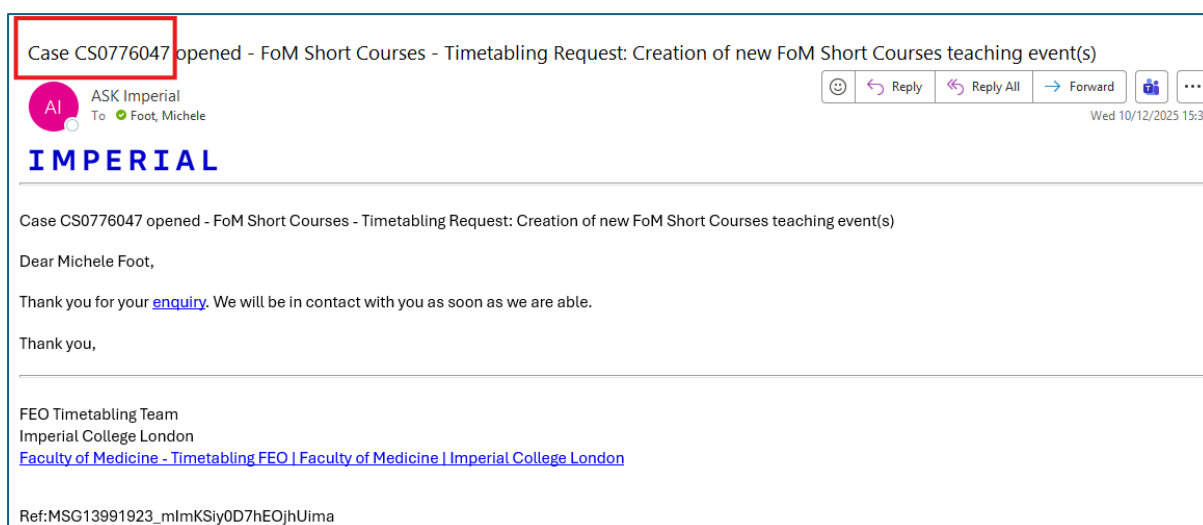 Case CS0776047 opened - FoM Short Courses - Timetabling Request: Creation of new FoM Short Courses teaching event(s)
AI
ASK Imperial
To Foot, Michele
Reply
Reply All
Forward
Wed 10/12/2025 15:3
IMPERIAL
Case CS0776047 opened - FoM Short Courses - Timetabling Request: Creation of new FoM Short Courses teaching event(s)
Dear Michele Foot,
Thank you for your enquiry. We will be in contact with you as soon as we are able.
Thank you,
FEO Timetabling Team
Imperial College London
Faculty of Medicine - Timetabling FEO | Faculty of Medicine | Imperial College London
Ref:MSG13991923_mImKSiy0D7hEOjhUima